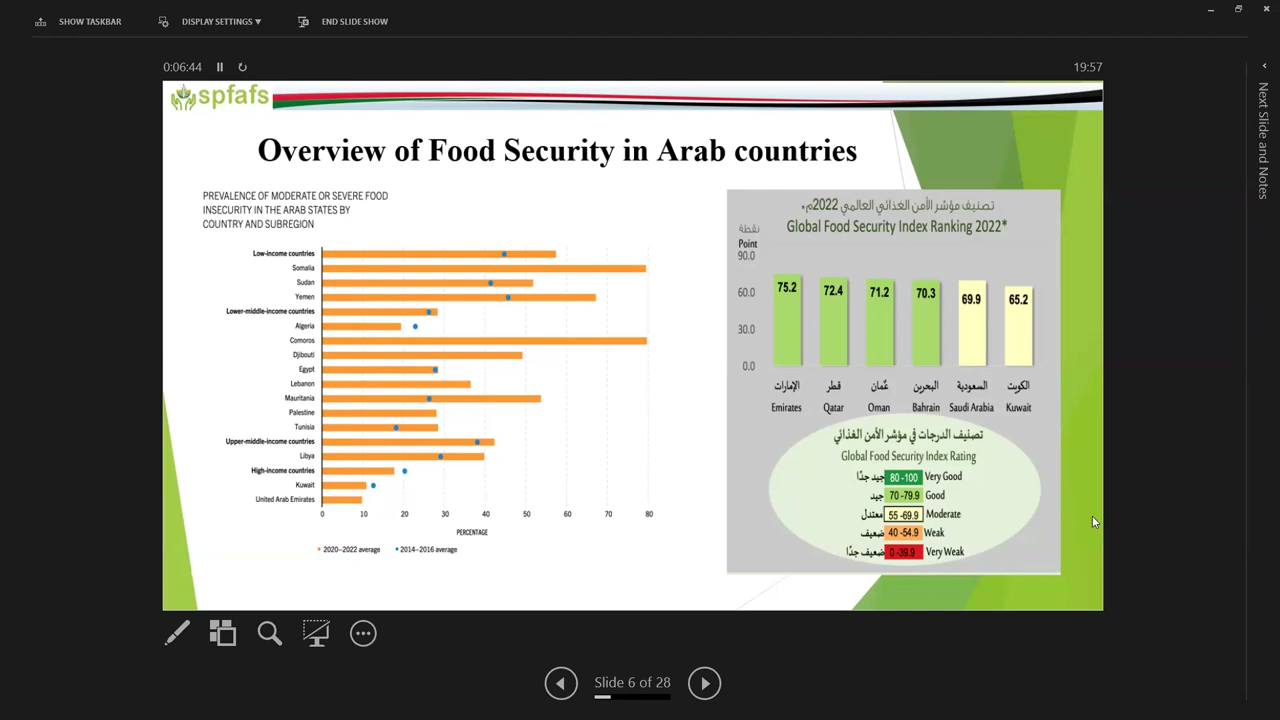 SHOW TASKBAR
DISPLAY SETTINGS ▼
END SLIDE SHOW
0:06:44
19:57
Next Slide and Notes
spfafs
Overview of Food Security in Arab countries
PREVALENCE OF MODERATE OR SEVERE FOOD
INSECURITY IN THE ARAB STATES BY
COUNTRY AND SUBREGION
Low-income countries
Somalia
Sudan
Yemen
Lower-middle-income countries
Algeria
Comoros
Djibouti
Egypt
Lebanon
Mauritania
Palestine
Tunisia
Upper-middle-income countries
Libya
High-income countries
Kuwait
United Arab Emirates
0 10 20 30 40 50 60 70 80
PERCENTAGE
2020–2022 average 2014–2016 average
تصنيف مؤشر الأمن الغذائي العالمي 2022م*
Global Food Security Index Ranking 2022*
نقطة
Point
90.0
60.0
30.0
0.0
75.2 72.4 71.2 70.3 69.9 65.2
الإمارات قطر عُمان البحرين السعودية الكويت
Emirates Qatar Oman Bahrain Saudi Arabia Kuwait
تصنيف الدرجات في مؤشر الأمن الغذائي
Global Food Security Index Rating
جيد جدًا 80 -100 Very Good
جيد 70 -79.9 Good
معتدل 55 -69.9 Moderate
ضعيف 40 -54.9 Weak
ضعيف جدًا 0 -39.9 Very Weak
Slide 6 of 28